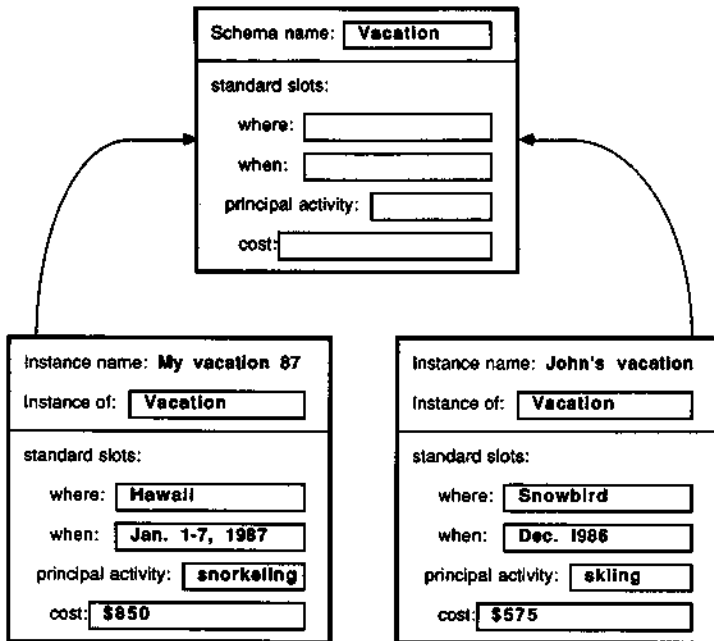 Schema name: Vacation
standard slots:
where:
when:
principal activity:
cost:
Instance name: My vacation 87
Instance of: Vacation
standard slots:
where: Hawaii
when: Jan. 1-7, 1987
principal activity: snorkeling
cost: $850
Instance name: John's vacation
Instance of: Vacation
standard slots:
where: Snowbird
when: Dec. 1986
principal activity: skiing
cost: $575